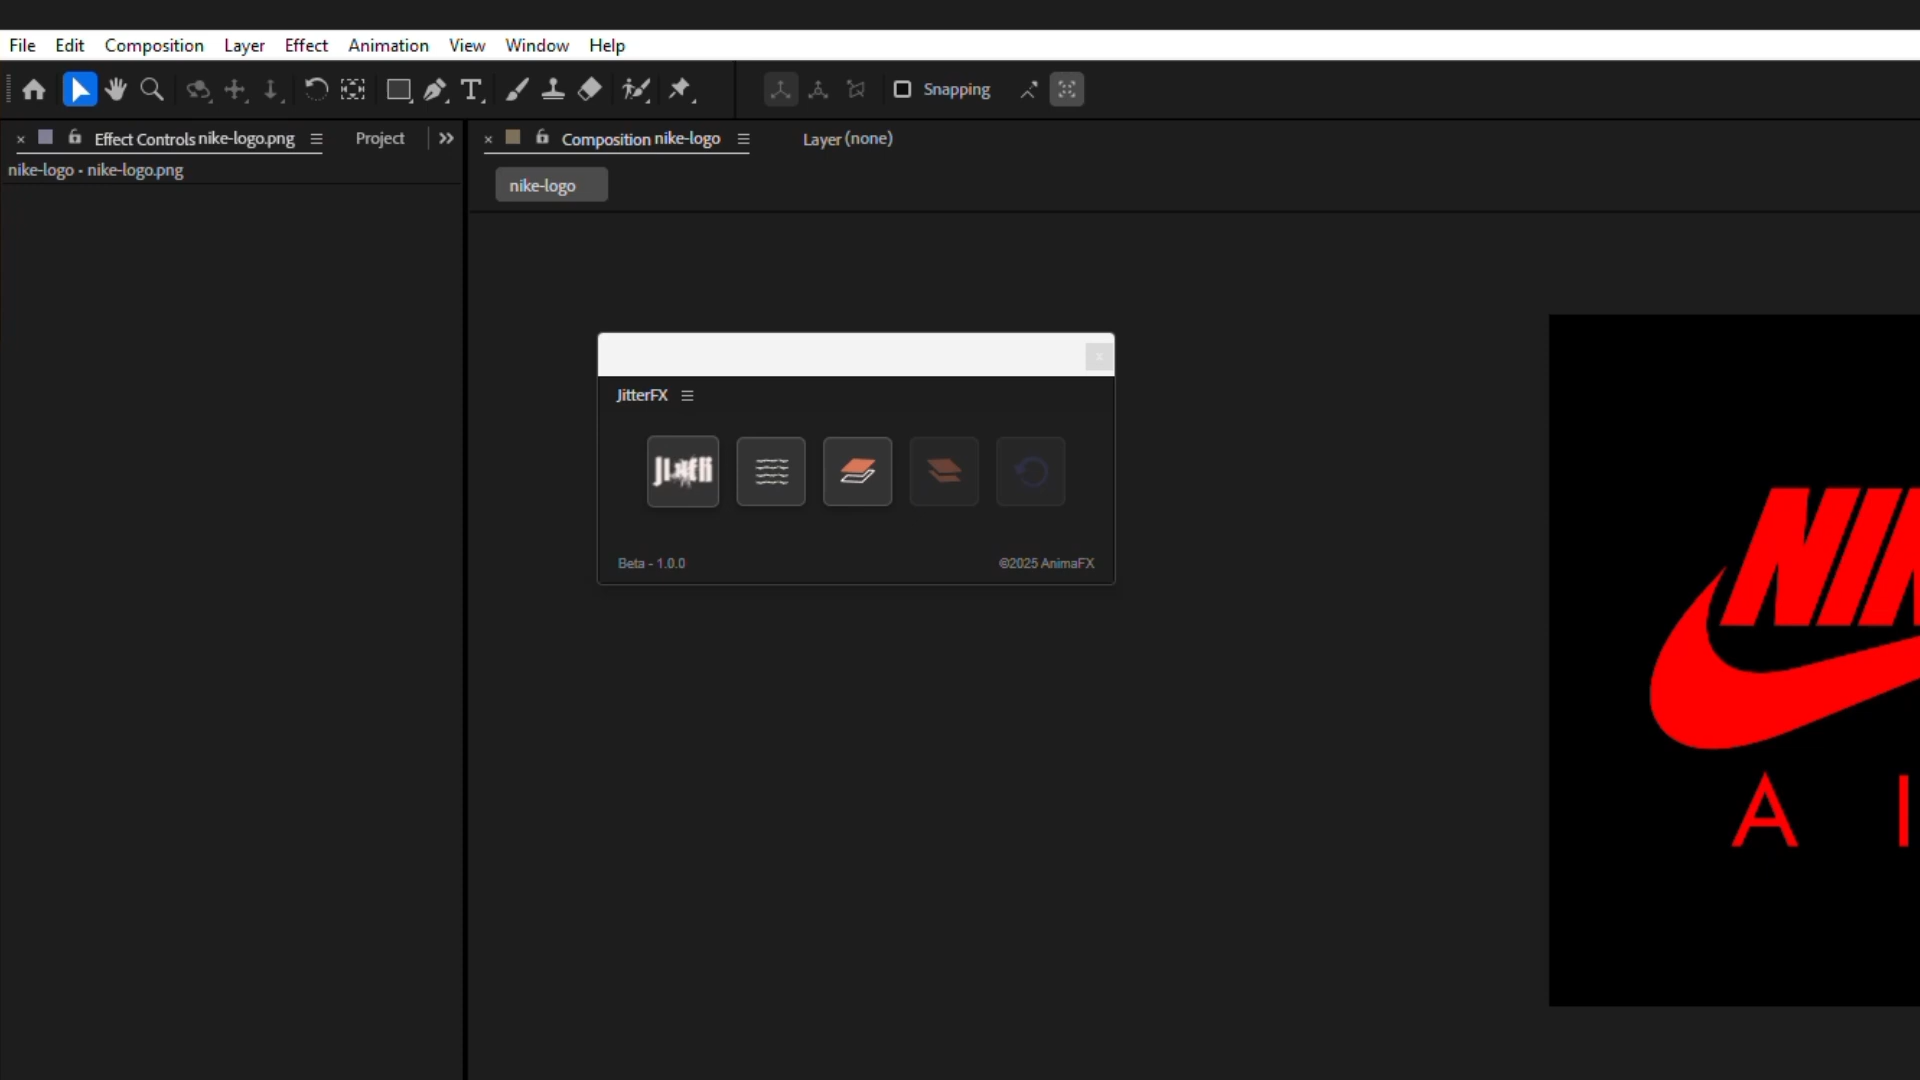 File Edit Composition Layer Effect Animation View Window Help
Snapping
Effect Controls nike-logo.png Project
Composition nike-logo Layer (none)
nike-logo • nike-logo.png
nike-logo
JitterFX
Beta - 1.0.0 ©2025 AnimaFX
NIK
A I